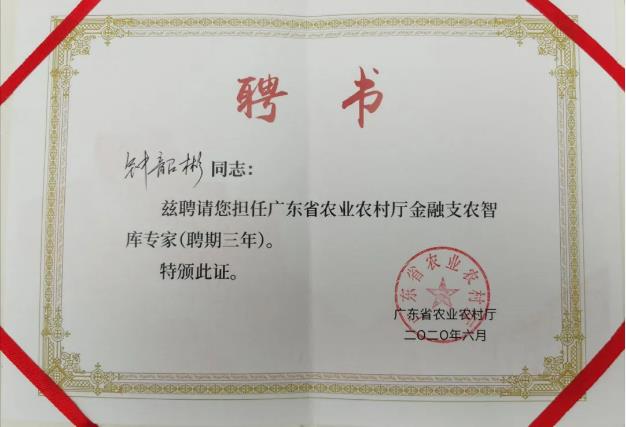 聘书
钟韶彬同志：
兹聘请您担任广东省农业农村厅金融支农智
库专家(聘期三年)。
特颁此证。
广东省农业农村厅
广东省农业农村厅
二〇二〇年六月